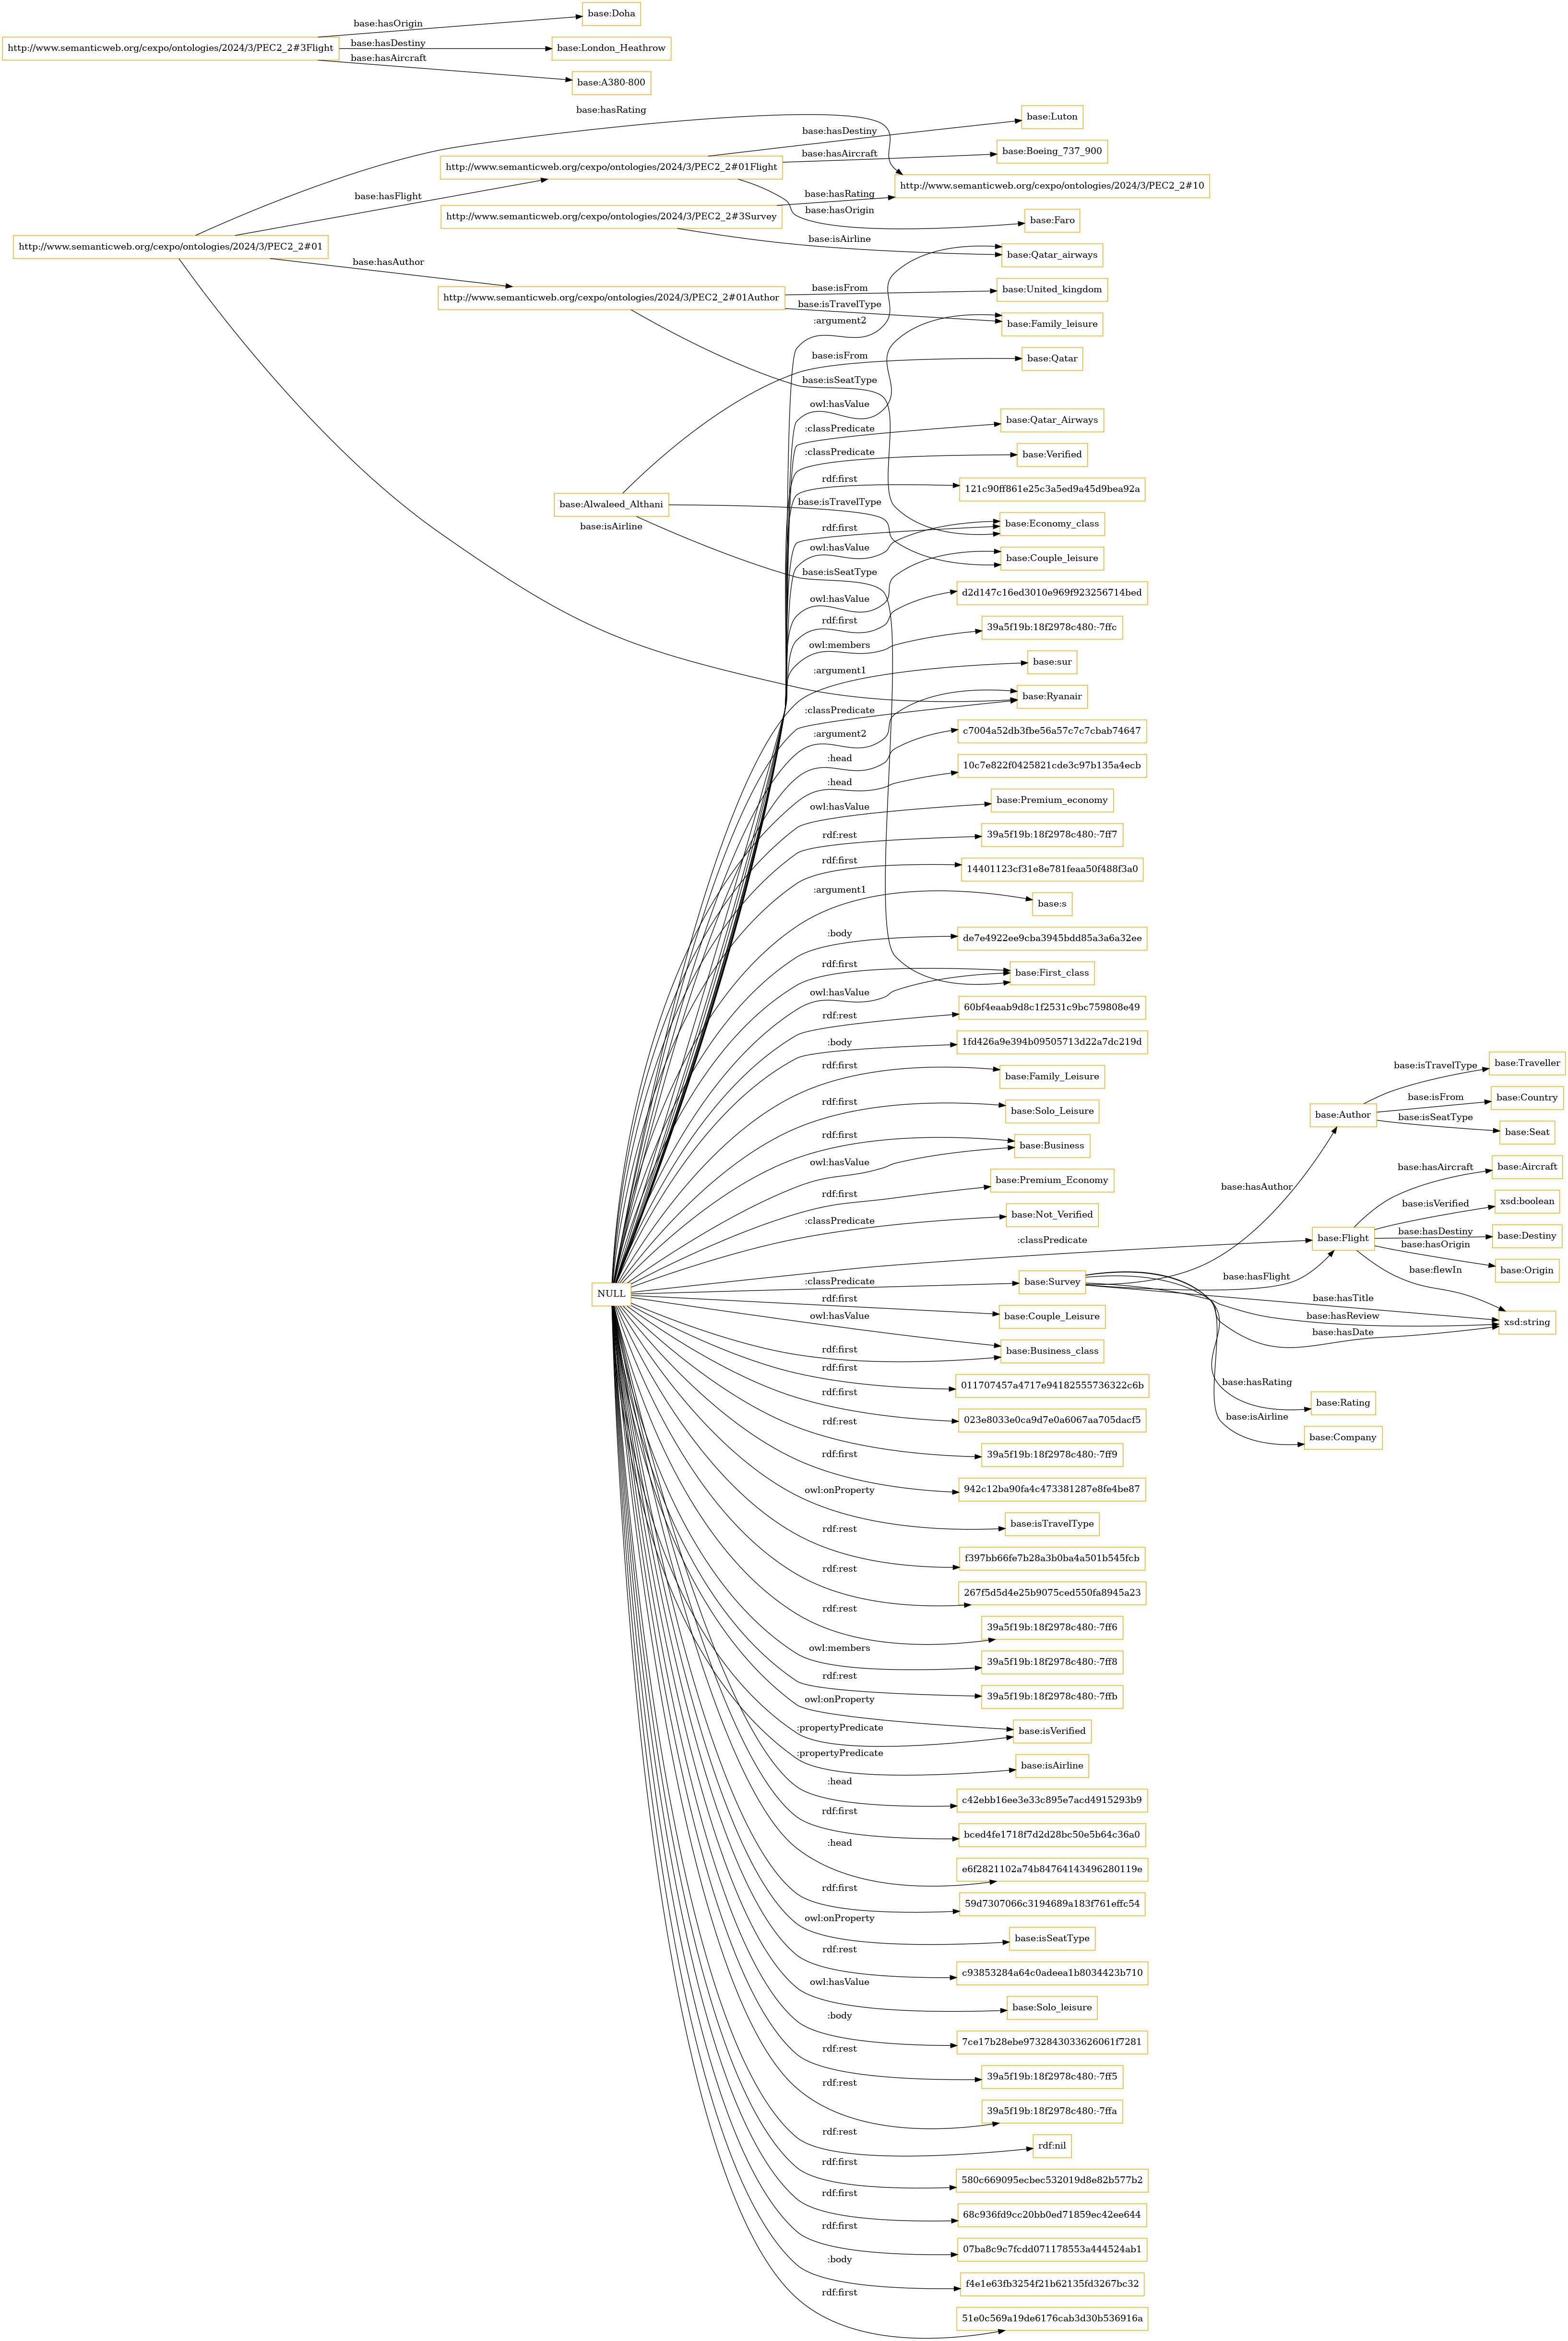 base:Doha
base:hasOrigin
http://www.semanticweb.org/cexpo/ontologies/2024/3/PEC2_2#3Flight
base:hasDestiny
base:London_Heathrow
base:hasAircraft
base:A380-800
base:hasRating
base:Luton
base:hasDestiny
base:Boeing_737_900
base:hasAircraft
http://www.semanticweb.org/cexpo/ontologies/2024/3/PEC2_2#01Flight
http://www.semanticweb.org/cexpo/ontologies/2024/3/PEC2_2#10
base:hasFlight
base:hasRating
http://www.semanticweb.org/cexpo/ontologies/2024/3/PEC2_2#3Survey
base:hasOrigin
base:Faro
http://www.semanticweb.org/cexpo/ontologies/2024/3/PEC2_2#01
base:isAirline
base:Qatar_airways
base:hasAuthor
base:isFrom
base:United_kingdom
http://www.semanticweb.org/cexpo/ontologies/2024/3/PEC2_2#01Author
base:isTravelType
:argument2
base:Family_leisure
base:isFrom
base:Qatar
base:isSeatType
owl:hasValue
base:Qatar_Airways
:classPredicate
:classPredicate
base:Verified
rdf:first
121c90ff861e25c3a5ed9a45d9bea92a
base:Alwaleed_Althani
base:isTravelType
base:isAirline
rdf:first
base:Economy_class
owl:hasValue
base:Couple_leisure
base:isSeatType
owl:hasValue
d2d147c16ed3010e969f923256714bed
rdf:first
39a5f19b:18f2978c480:-7ffc
owl:members
base:sur
:argument1
base:Ryanair
:classPredicate
:argument2
c7004a52db3fbe56a57c7c7cbab74647
:head
10c7e822f0425821cde3c97b135a4ecb
:head
base:Premium_economy
owl:hasValue
rdf:rest
39a5f19b:18f2978c480:-7ff7
rdf:first
14401123cf31e8e781feaa50f488f3a0
:argument1
base:s
:body
de7e4922ee9cba3945bdd85a3a6a32ee
rdf:first
base:First_class
owl:hasValue
60bf4eaab9d8c1f2531c9bc759808e49
rdf:rest
:body
1fd426a9e394b09505713d22a7dc219d
rdf:first
base:Family_Leisure
base:isTravelType
base:Traveller
rdf:first
base:Solo_Leisure
base:Author
base:isFrom
base:Country
base:isSeatType
base:Seat
rdf:first
base:Business
owl:hasValue
base:hasAircraft
base:Aircraft
base:Premium_Economy
rdf:first
base:hasAuthor
base:isVerified
xsd:boolean
base:Not_Verified
:classPredicate
base:Flight
base:hasDestiny
base:Destiny
:classPredicate
base:hasOrigin
base:Origin
base:flewIn
NULL
:classPredicate
base:Survey
base:hasFlight
rdf:first
base:hasTitle
base:Couple_Leisure
owl:hasValue
base:hasReview
xsd:string
base:hasDate
rdf:first
base:Business_class
rdf:first
base:hasRating
011707457a4717e94182555736322c6b
rdf:first
base:Rating
023e8033e0ca9d7e0a6067aa705dacf5
base:isAirline
rdf:rest
base:Company
39a5f19b:18f2978c480:-7ff9
rdf:first
942c12ba90fa4c473381287e8fe4be87
owl:onProperty
base:isTravelType
rdf:rest
f397bb66fe7b28a3b0ba4a501b545fcb
rdf:rest
267f5d5d4e25b9075ced550fa8945a23
rdf:rest
39a5f19b:18f2978c480:-7ff6
owl:members
39a5f19b:18f2978c480:-7ff8
rdf:rest
39a5f19b:18f2978c480:-7ffb
owl:onProperty
:propertyPredicate
base:isVerified
:propertyPredicate
base:isAirline
:head
c42ebb16ee3e33c895e7acd4915293b9
rdf:first
bced4fe1718f7d2d28bc50e5b64c36a0
:head
e6f2821102a74b84764143496280119e
rdf:first
59d7307066c3194689a183f761effc54
owl:onProperty
base:isSeatType
rdf:rest
c93853284a64c0adeea1b8034423b710
owl:hasValue
base:Solo_leisure
:body
7ce17b28ebe9732843033626061f7281
rdf:rest
39a5f19b:18f2978c480:-7ff5
rdf:rest
39a5f19b:18f2978c480:-7ffa
rdf:rest
rdf:nil
rdf:first
580c669095ecbec532019d8e82b577b2
rdf:first
68c936fd9cc20bb0ed71859ec42ee644
rdf:first
07ba8c9c7fcdd071178553a444524ab1
:body
f4e1e63fb3254f21b62135fd3267bc32
rdf:first
51e0c569a19de6176cab3d30b536916a